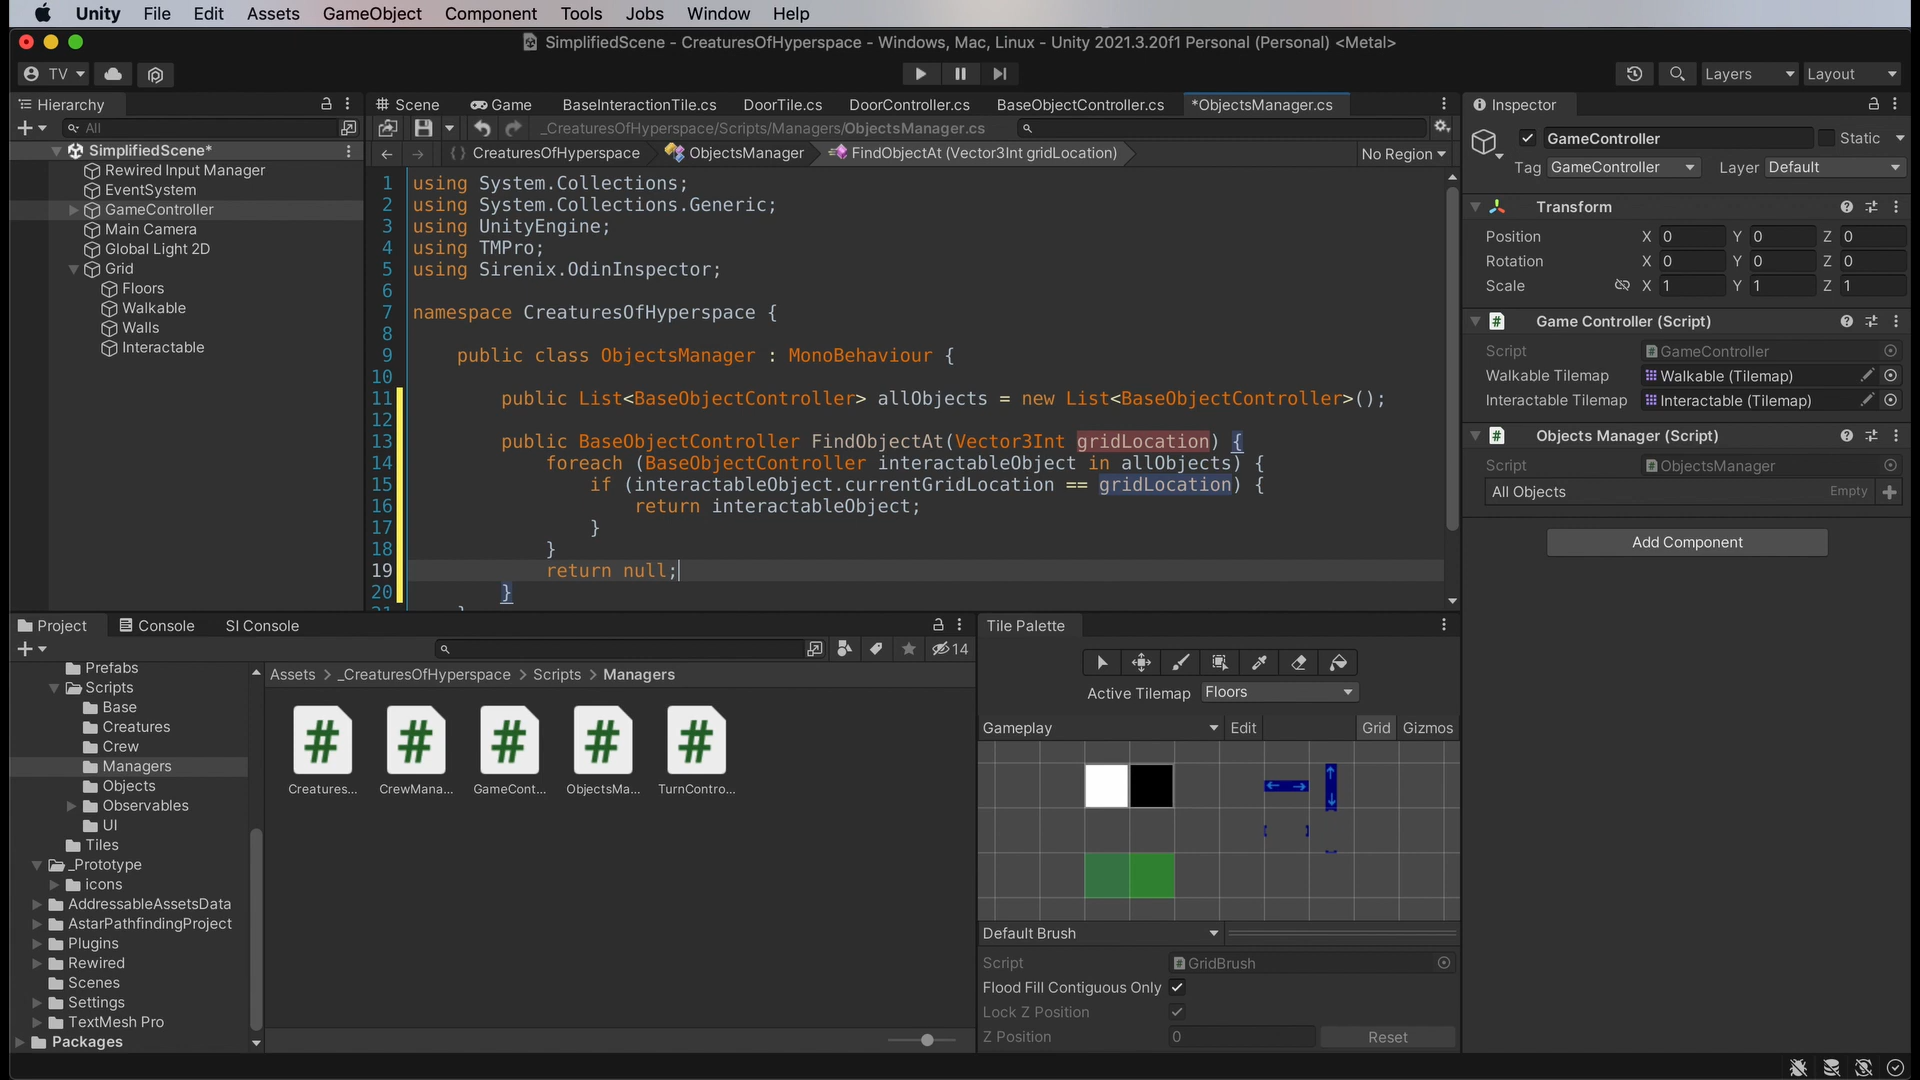 Unity File Edit Assets GameObject Component Tools Jobs Window Help
SimplifiedScene - CreaturesOfHyperspace - Windows, Mac, Linux - Unity 2021.3.20f1 Personal (Personal) <Metal>
TV
Layers
Layout
Hierarchy
All
SimplifiedScene*
Rewired Input Manager
EventSystem
GameController
Main Camera
Global Light 2D
Grid
Floors
Walkable
Walls
Interactable
Scene Game BaseInteractionTile.cs DoorTile.cs DoorController.cs BaseObjectController.cs *ObjectsManager.cs
_CreaturesOfHyperspace/Scripts/Managers/ObjectsManager.cs
CreaturesOfHyperspace ObjectsManager FindObjectAt (Vector3Int gridLocation) No Region
1 using System.Collections;
2 using System.Collections.Generic;
3 using UnityEngine;
4 using TMPro;
5 using Sirenix.OdinInspector;
6
7 namespace CreaturesOfHyperspace {
8
9 public class ObjectsManager : MonoBehaviour {
10
11 public List<BaseObjectController> allObjects = new List<BaseObjectController>();
12
13 public BaseObjectController FindObjectAt(Vector3Int gridLocation) {
14 foreach (BaseObjectController interactableObject in allObjects) {
15 if (interactableObject.currentGridLocation == gridLocation) {
16 return interactableObject;
17 }
18 }
19 return null;
20 }
21 }
Inspector
GameController Static
Tag GameController Layer Default
Transform
Position X 0 Y 0 Z 0
Rotation X 0 Y 0 Z 0
Scale X 1 Y 1 Z 1
# Game Controller (Script)
Script GameController
Walkable Tilemap Walkable (Tilemap)
Interactable Tilemap Interactable (Tilemap)
# Objects Manager (Script)
Script ObjectsManager
All Objects Empty
Add Component
Project Console SI Console
14
Prefabs
Scripts
Base
Creatures
Crew
Managers
Objects
Observables
UI
Tiles
_Prototype
icons
AddressableAssetsData
AstarPathfindingProject
Plugins
Rewired
Scenes
Settings
TextMesh Pro
Packages
Assets > _CreaturesOfHyperspace > Scripts > Managers
# # # # #
Creatures... CrewMana... GameCont... ObjectsMa... TurnContro...
Tile Palette
Active Tilemap Floors
Gameplay Edit Grid Gizmos
Default Brush
Script GridBrush
Flood Fill Contiguous Only
Lock Z Position
Z Position 0 Reset